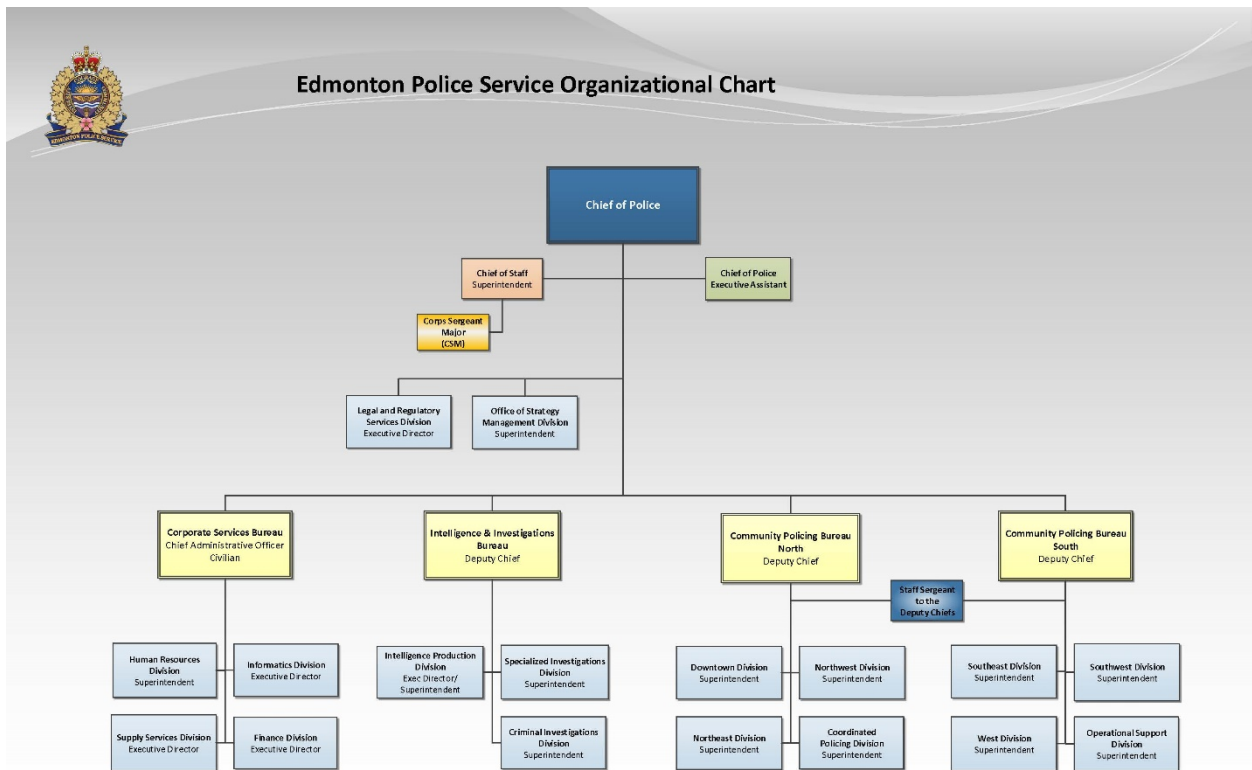 Edmonton Police Service Organizational Chart
EDMONTON POLICE SERVICE
Chief of Police
Chief of Staff
Superintendent
Chief of Police
Executive Assistant
Corps Sergeant
Major
(CSM)
Legal and Regulatory
Services Division
Executive Director
Office of Strategy
Management Division
Superintendent
Corporate Services Bureau
Chief Administrative Officer
Civilian
Intelligence & Investigations
Bureau
Deputy Chief
Community Policing Bureau
North
Deputy Chief
Community Policing Bureau
South
Deputy Chief
Staff Sergeant
to the
Deputy Chiefs
Human Resources
Division
Superintendent
Informatics Division
Executive Director
Intelligence Production
Division
Exec Director/
Superintendent
Specialized Investigations
Division
Superintendent
Downtown Division
Superintendent
Northwest Division
Superintendent
Southeast Division
Superintendent
Southwest Division
Superintendent
Supply Services Division
Executive Director
Finance Division
Executive Director
Criminal Investigations
Division
Superintendent
Northeast Division
Superintendent
Coordinated
Policing Division
Superintendent
West Division
Superintendent
Operational Support
Division
Superintendent